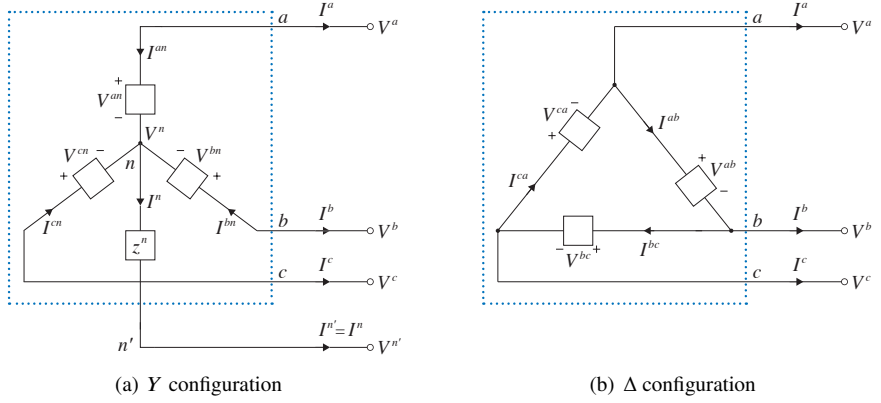 a I^a V^a
I^{an}
+
V^{an}
−
V^n
V^{cn} − − V^{bn}
+ n +
I^n
I^{cn} I^{bn} b I^b V^b
z^n
c I^c V^c
n′ I^{n′}=I^n V^{n′}
(a) Y configuration
a I^a V^a
V^{ca} −
+ I^{ab}
+ V^{ab}
I^{ca} −
b I^b V^b
− V^{bc} + I^{bc}
c I^c V^c
(b) Δ configuration